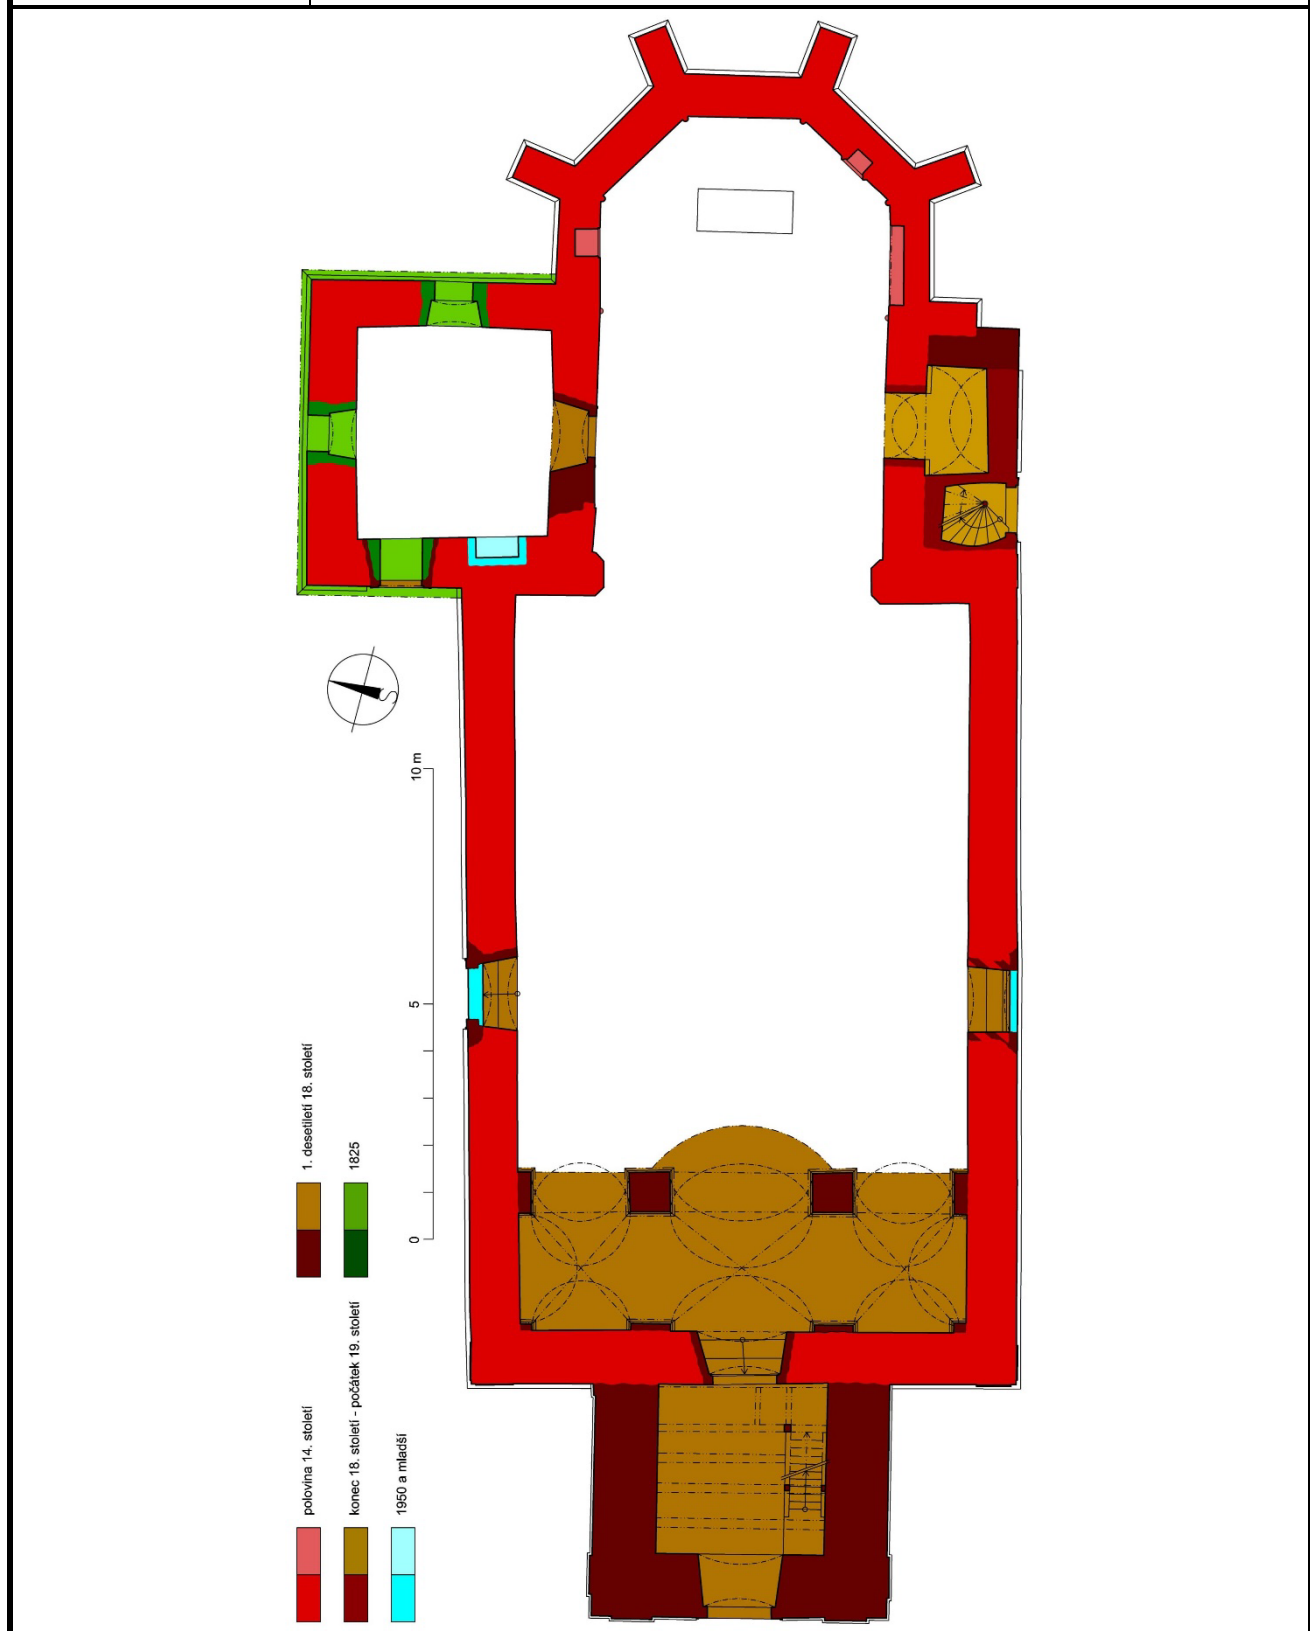 S
10 m
5
0
polovina 14. století
1. desetiletí 18. století
konec 18. století - počátek 19. století
1825
1950 a mladší